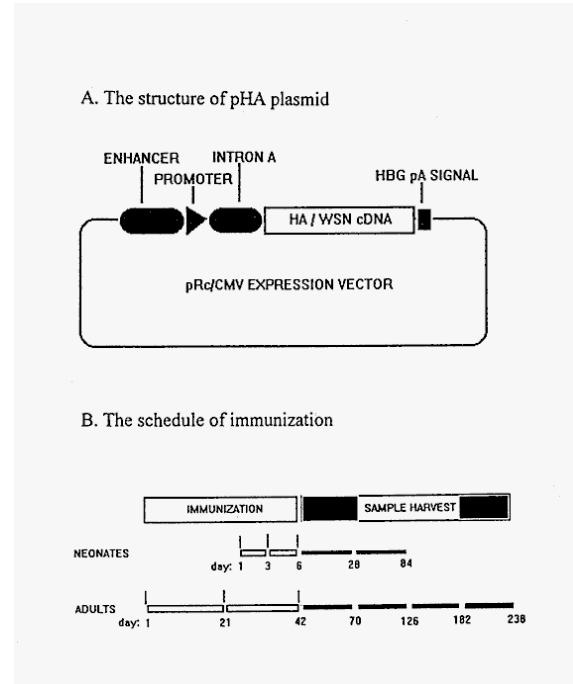 A. The structure of pHA plasmid
ENHANCER INTRON A
PROMOTER HBG pA SIGNAL
HA / WSN cDNA
pRc/CMV EXPRESSION VECTOR
B. The schedule of immunization
IMMUNIZATION SAMPLE HARVEST
NEONATES
day: 1 3 6 28 84
ADULTS
day: 1 21 42 70 126 182 238